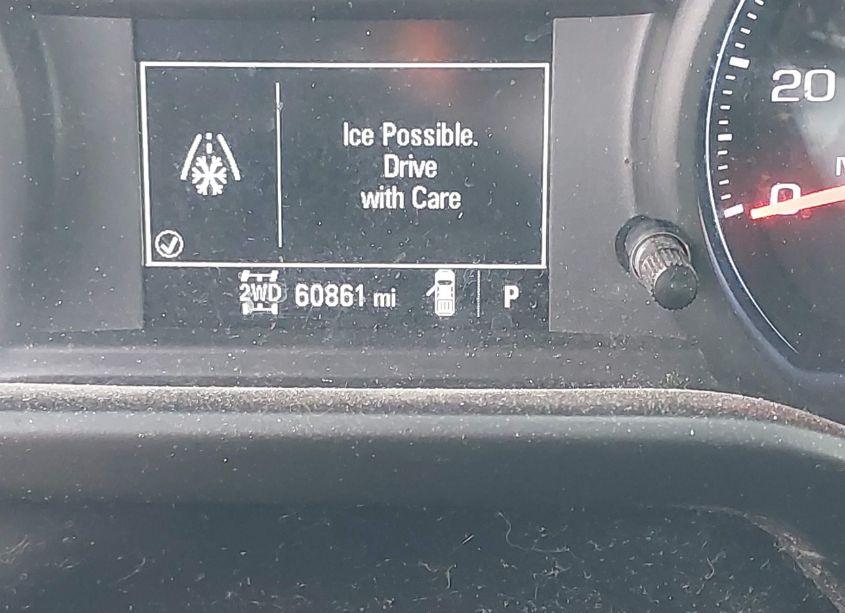 Ice Possible.
Drive
with Care
2WD 60861 mi P
20
0
M